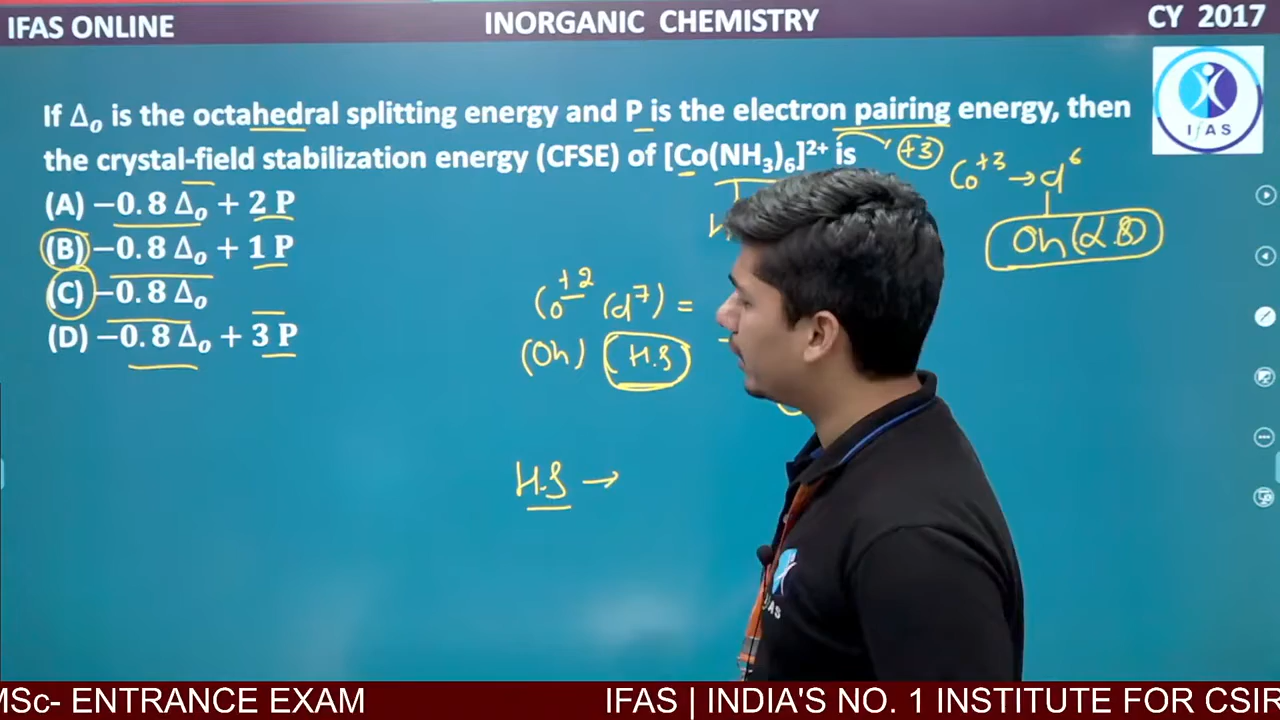 IFAS ONLINE INORGANIC CHEMISTRY CY 2017
If Δₒ is the octahedral splitting energy and P is the electron pairing energy, then
the crystal-field stabilization energy (CFSE) of [Co(NH₃)₆]²⁺ is
(A) −0.8 Δₒ + 2 P
(B) −0.8 Δₒ + 1 P
(C) −0.8 Δₒ
(D) −0.8 Δₒ + 3 P
+3
Co⁺³ → d⁶
Oh (L.S)
Co⁺² (d⁷) =
(Oh) H.S
H.S →
IFAS
MSc- ENTRANCE EXAM IFAS | INDIA'S NO. 1 INSTITUTE FOR CSIR